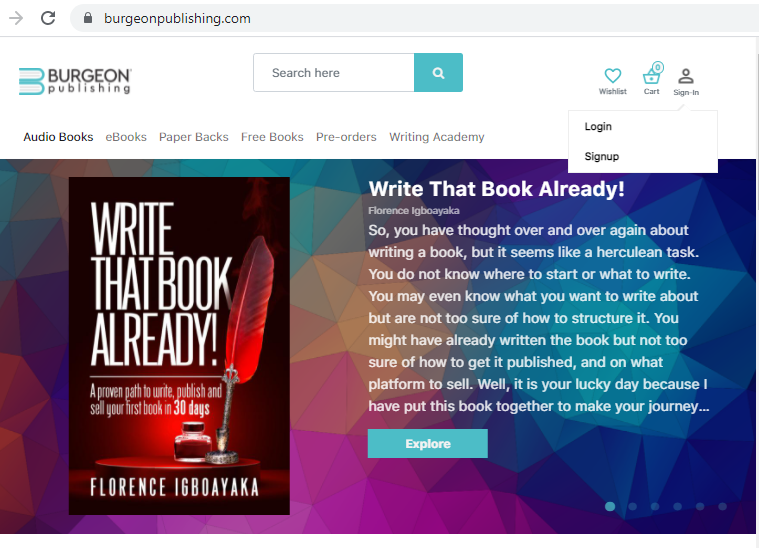 burgeonpublishing.com
BURGEON
publishing
Search here
0
Wishlist
Cart
Sign-In
Login
Signup
Audio Books eBooks Paper Backs Free Books Pre-orders Writing Academy
WRITE
THAT BOOK
ALREADY!
A proven path to write, publish and
sell your first book in 30 days
FLORENCE IGBOAYAKA
Write That Book Already!
Florence Igboayaka
So, you have thought over and over again about
writing a book, but it seems like a herculean task.
You do not know where to start or what to write.
You may even know what you want to write about
but are not too sure of how to structure it. You
might have already written the book but not too
sure of how to get it published, and on what
platform to sell. Well, it is your lucky day because I
have put this book together to make your journey...
Explore